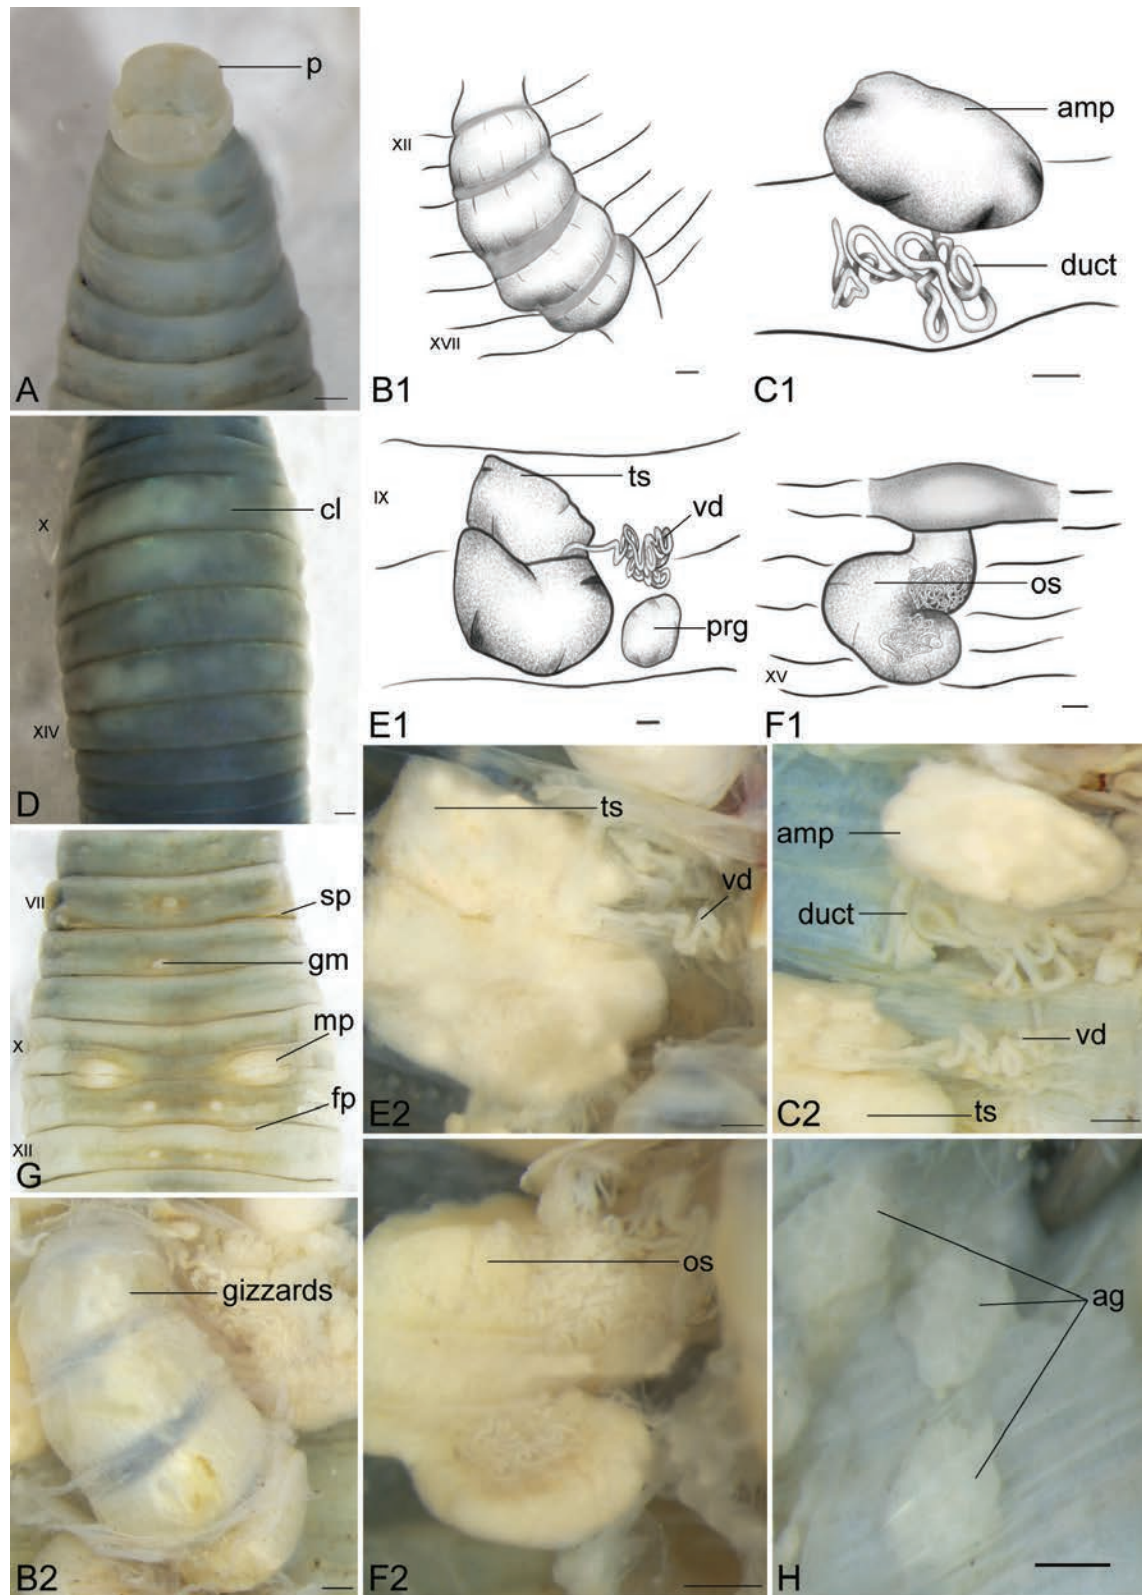 p
A
XII
XVII
B1
amp
duct
C1
X
cl
XIV
D
IX
ts
vd
prg
E1
os
XV
F1
VII
sp
gm
mp
X
fp
XII
G
ts
vd
E2
amp
duct
vd
ts
C2
gizzards
B2
os
F2
ag
H